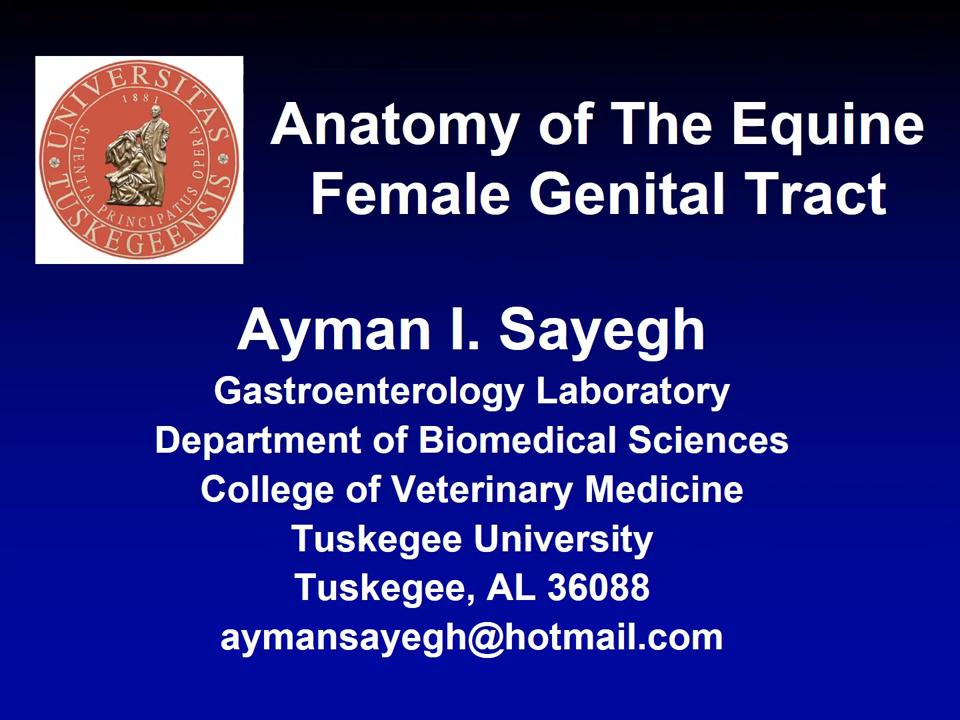 UNIVERSITAS TUSKEGEENSIS
1881
SCIENTIA PRINCIPATUS OPERA
Anatomy of The Equine
Female Genital Tract
Ayman I. Sayegh
Gastroenterology Laboratory
Department of Biomedical Sciences
College of Veterinary Medicine
Tuskegee University
Tuskegee, AL 36088
aymansayegh@hotmail.com